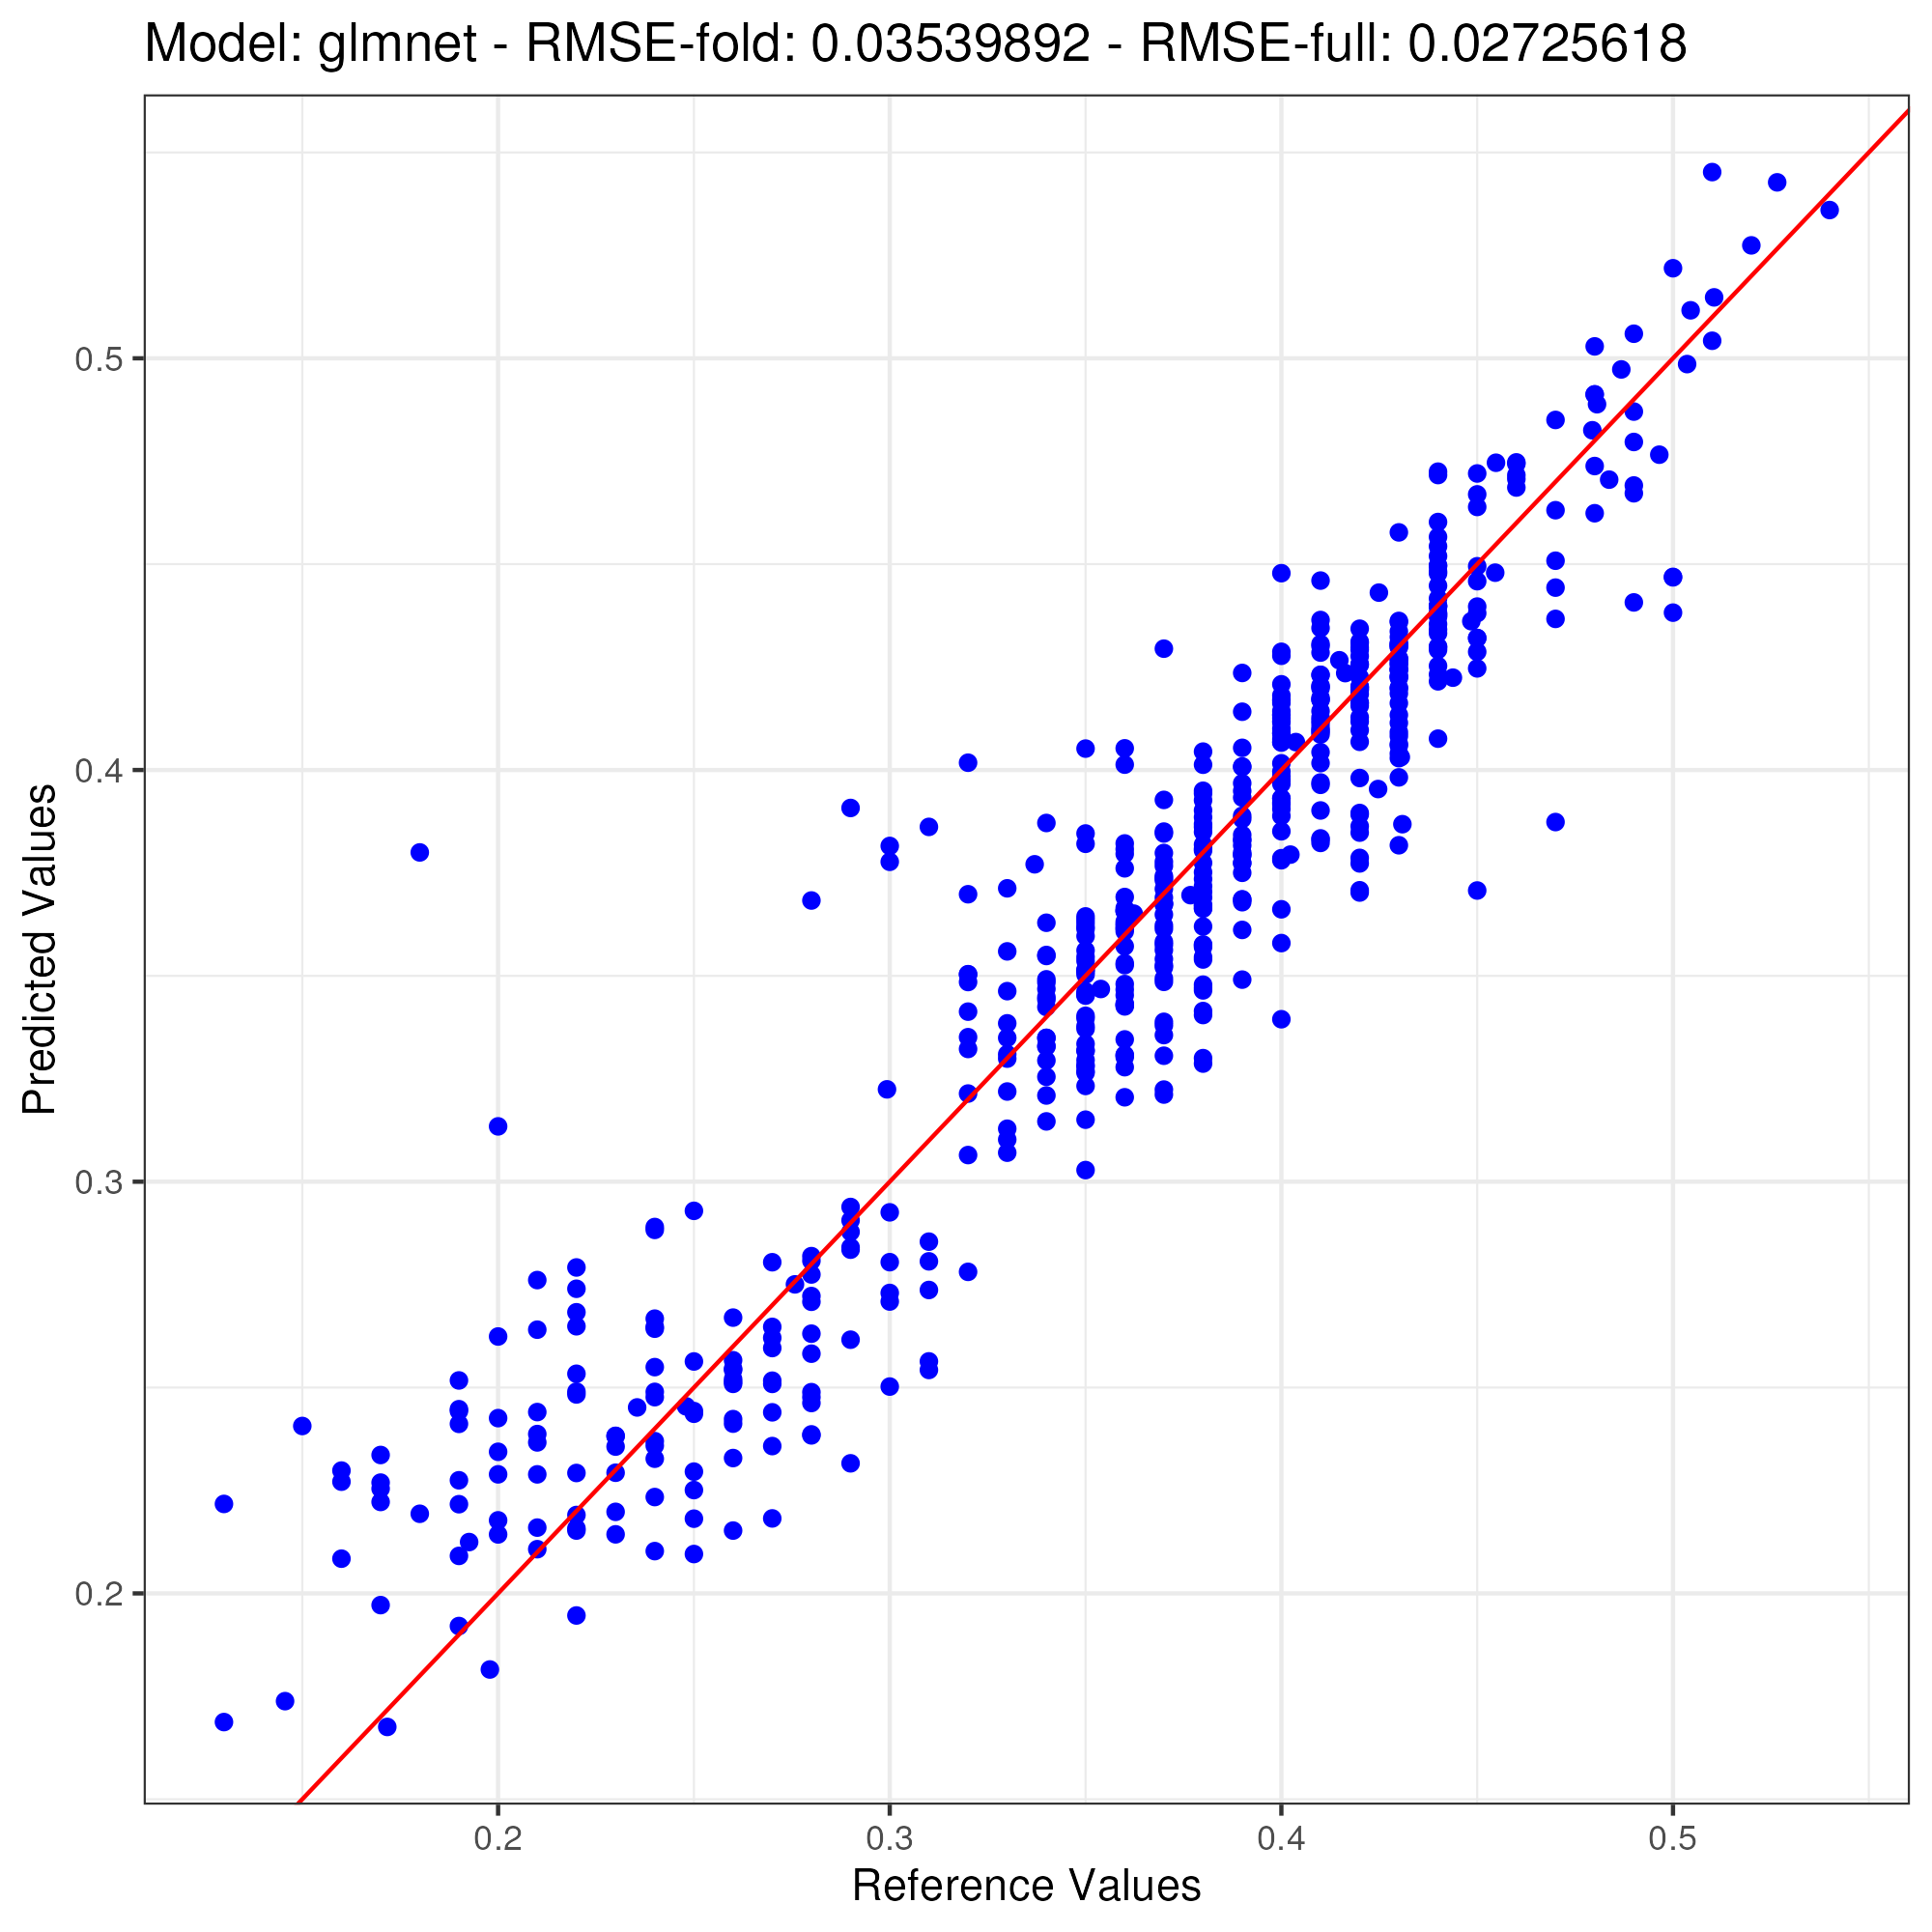 Model: glmnet - RMSE-fold: 0.03539892 - RMSE-full: 0.02725618
Predicted Values
0.5
0.4
0.3
0.2
0.2 0.3 0.4 0.5
Reference Values